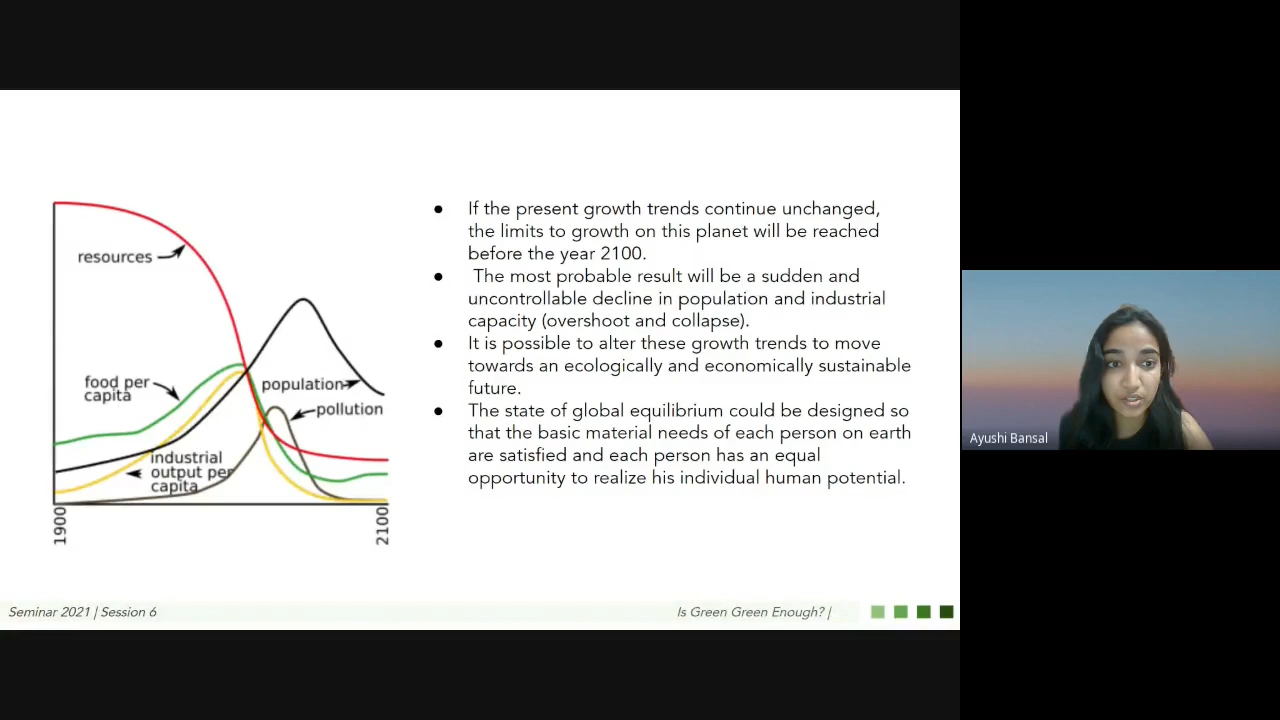 resources
food per
capita
population
pollution
industrial
output per
capita
1900
2100
● If the present growth trends continue unchanged,
the limits to growth on this planet will be reached
before the year 2100.
● The most probable result will be a sudden and
uncontrollable decline in population and industrial
capacity (overshoot and collapse).
● It is possible to alter these growth trends to move
towards an ecologically and economically sustainable
future.
● The state of global equilibrium could be designed so
that the basic material needs of each person on earth
are satisfied and each person has an equal
opportunity to realize his individual human potential.
Seminar 2021 | Session 6
Is Green Green Enough? |
Ayushi Bansal